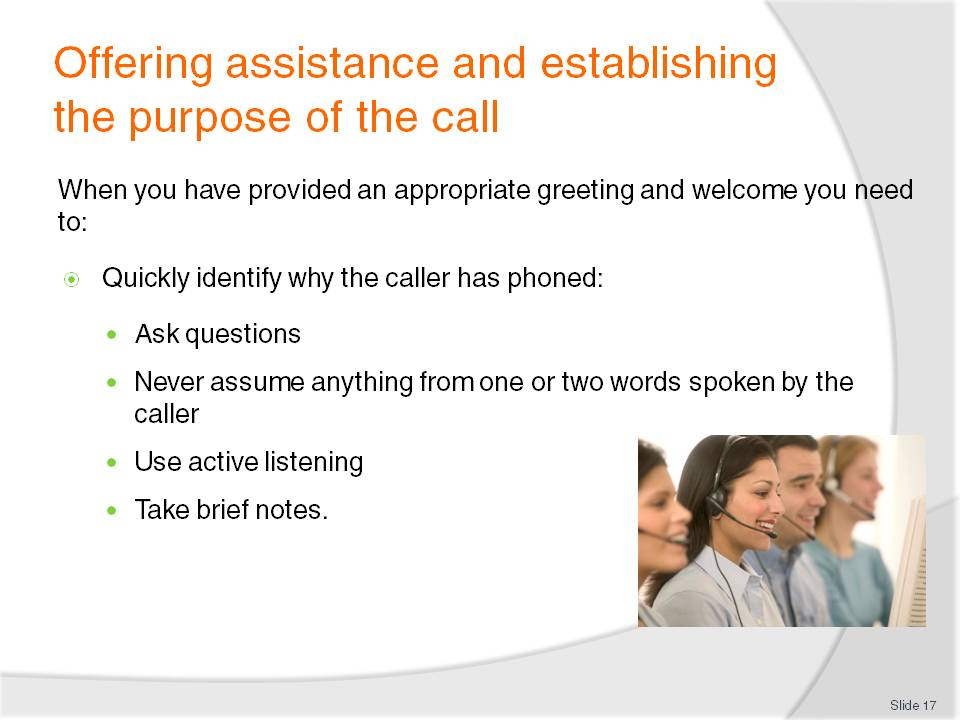 Offering assistance and establishing
the purpose of the call
When you have provided an appropriate greeting and welcome you need
to:
Quickly identify why the caller has phoned:
Ask questions
Never assume anything from one or two words spoken by the
caller
Use active listening
Take brief notes.
Slide 17